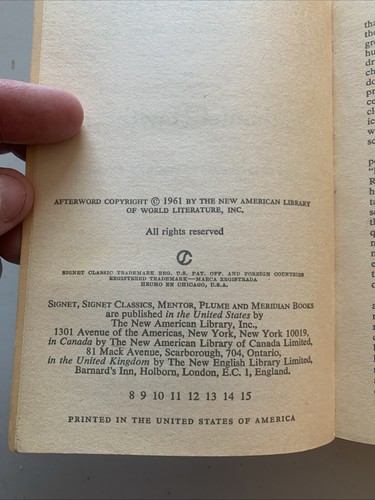 AFTERWORD COPYRIGHT © 1961 BY THE NEW AMERICAN LIBRARY
OF WORLD LITERATURE, INC.
All rights reserved
SIGNET CLASSIC TRADEMARK REG. U.S. PAT. OFF. AND FOREIGN COUNTRIES
REGISTERED TRADEMARK—MARCA REGISTRADA
HECHO EN CHICAGO, U.S.A.
SIGNET, SIGNET CLASSICS, MENTOR, PLUME AND MERIDIAN BOOKS
are published in the United States by
The New American Library, Inc.,
1301 Avenue of the Americas, New York, New York 10019,
in Canada by The New American Library of Canada Limited,
81 Mack Avenue, Scarborough, 704, Ontario,
in the United Kingdom by The New English Library Limited,
Barnard's Inn, Holborn, London, E.C. 1, England.
8 9 10 11 12 13 14 15
PRINTED IN THE UNITED STATES OF AMERICA